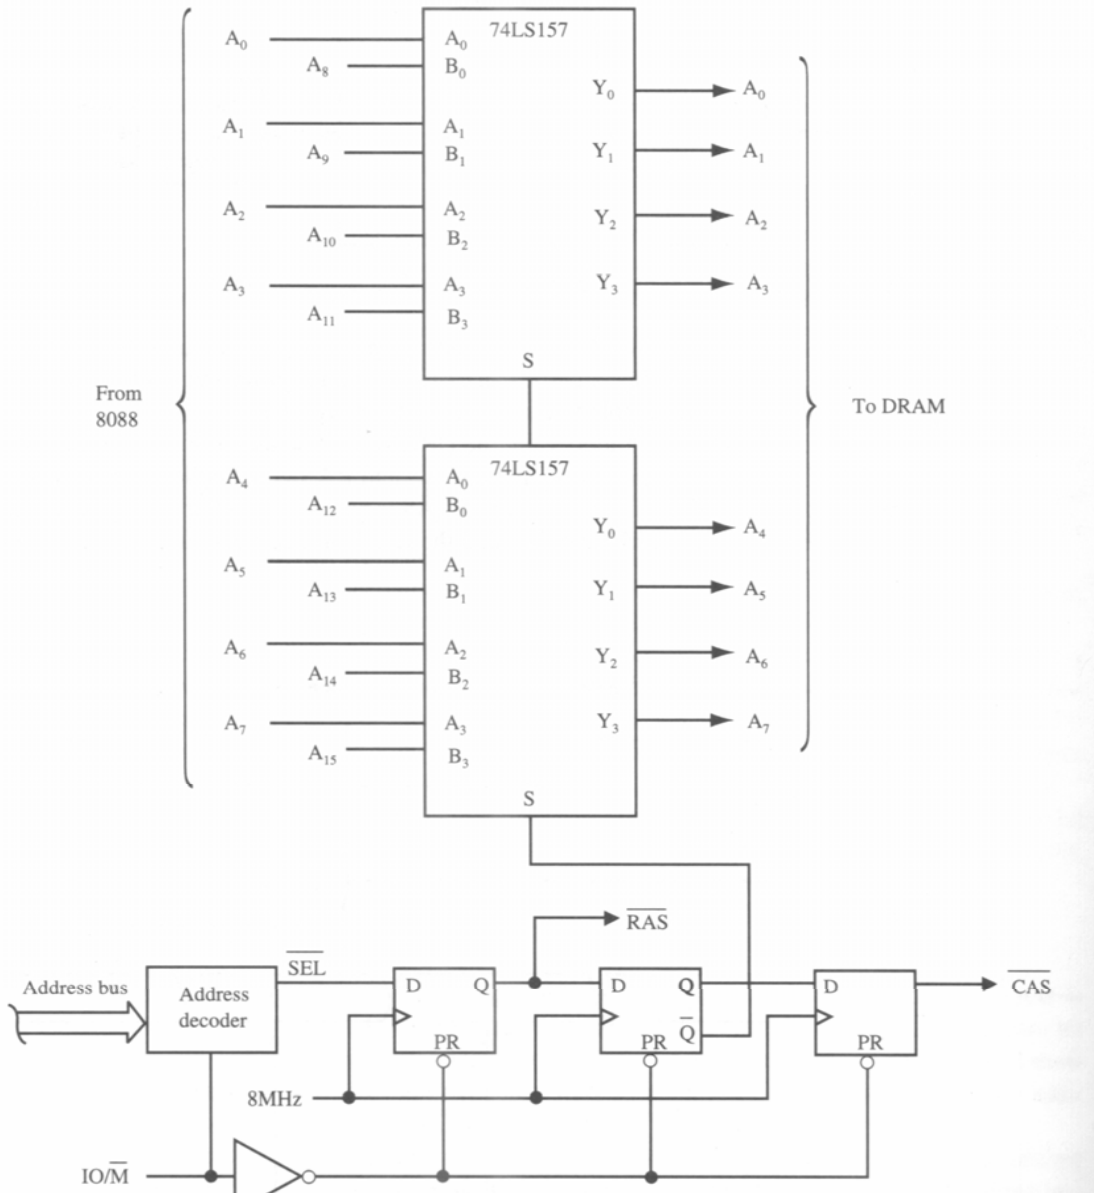 74LS157
A₀ A₀
A₈ B₀
Y₀ A₀
A₁ A₁
Y₁ A₁
A₉ B₁
A₂ A₂
Y₂ A₂
A₁₀ B₂
A₃ A₃
Y₃ A₃
A₁₁ B₃
S
From
8088
To DRAM
74LS157
A₄ A₀
A₁₂ B₀
Y₀ A₄
A₅ A₁
Y₁ A₅
A₁₃ B₁
A₆ A₂
Y₂ A₆
A₁₄ B₂
A₇ A₃
Y₃ A₇
A₁₅ B₃
S
R̅A̅S̅
S̅E̅L̅
Address bus
Address
decoder
D Q
D Q
D
C̅A̅S̅
Q̅
PR
PR
PR
8MHz
IO/M̅